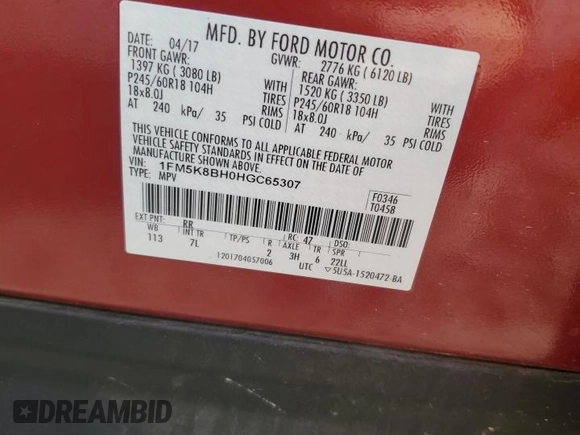 MFD. BY FORD MOTOR CO.
DATE: 04/17 GVWR: 2776 KG ( 6120 LB)
FRONT GAWR: REAR GAWR:
1397 KG ( 3080 LB) 1520 KG ( 3350 LB)
P245/60R18 104H WITH TIRES P245/60R18 104H WITH TIRES
18x8.0J RIMS 18x8.0J RIMS
AT 240 kPa/ 35 PSI COLD AT 240 kPa/ 35 PSI COLD
THIS VEHICLE CONFORMS TO ALL APPLICABLE FEDERAL MOTOR
VEHICLE SAFETY STANDARDS IN EFFECT ON THE DATE OF
MANUFACTURE SHOWN ABOVE.
VIN: 1FM5K8BH0HGC65307
TYPE: MPV
F0346
T0458
EXT PNT: RR RC: 47 DSO:
WB INT TR TP/PS R AXLE TR SPR
113 7L 2 3H 6 22LL
1201704057006 UTC ▽5U5A-1520472-BA
DREAMBID